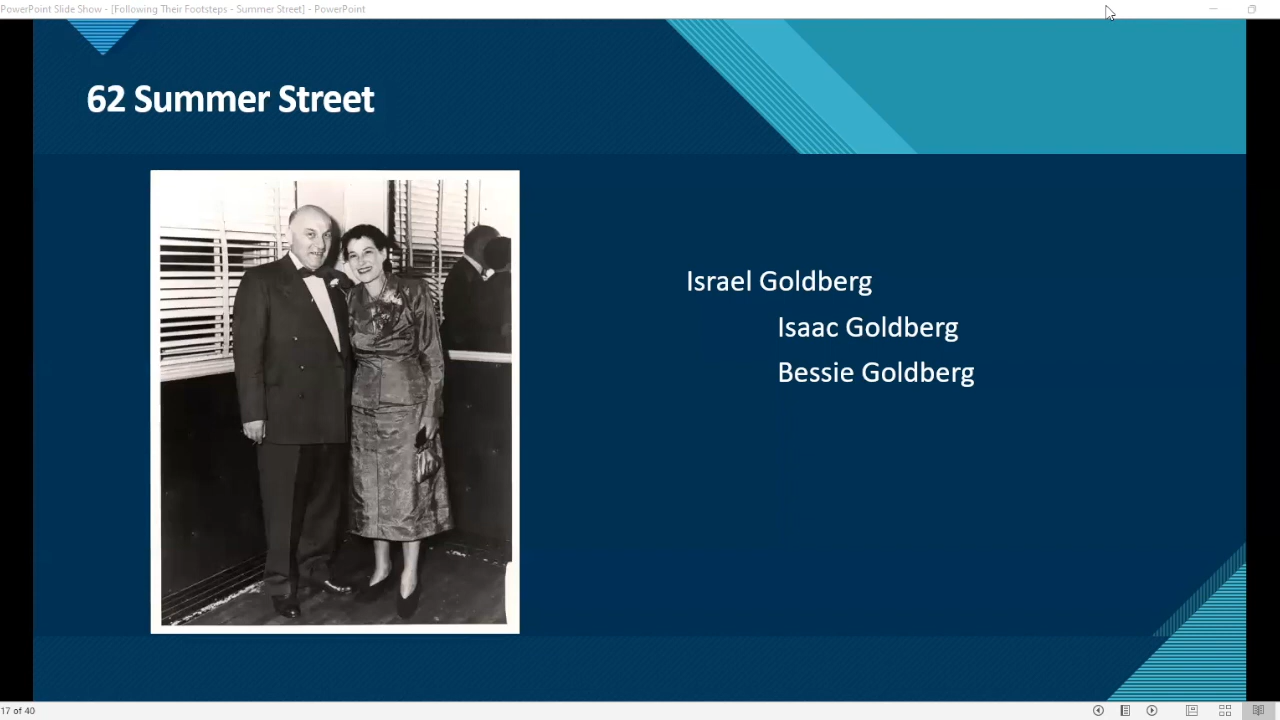 PowerPoint Slide Show - [Following Their Footsteps - Summer Street] - PowerPoint
62 Summer Street
Israel Goldberg
Isaac Goldberg
Bessie Goldberg
17 of 40